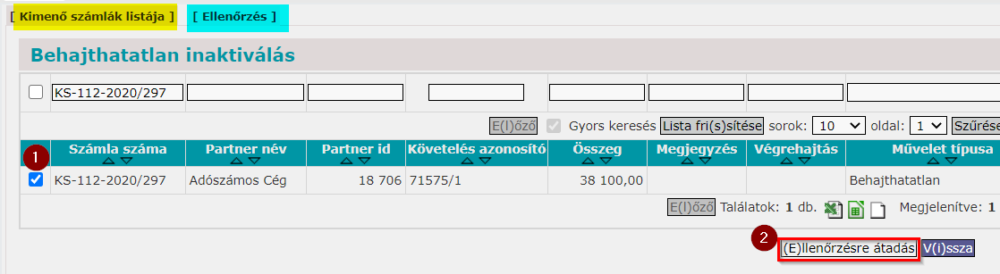 [ Kimenő számlák listája ] [ Ellenőrzés ]
Behajthatatlan inaktiválás
KS-112-2020/297
E(l)őző Gyors keresés Lista fri(s)sítése sorok: 10 oldal: 1 Szűrése
1 Számla száma Partner név Partner id Követelés azonosító Összeg Megjegyzés Végrehajtás Művelet típusa
KS-112-2020/297 Adószámos Cég 18 706 71575/1 38 100,00 Behajthatatlan
E(l)őző Találatok: 1 db. Megjelenítve: 1
2 (E)llenőrzésre átadás V(i)ssza